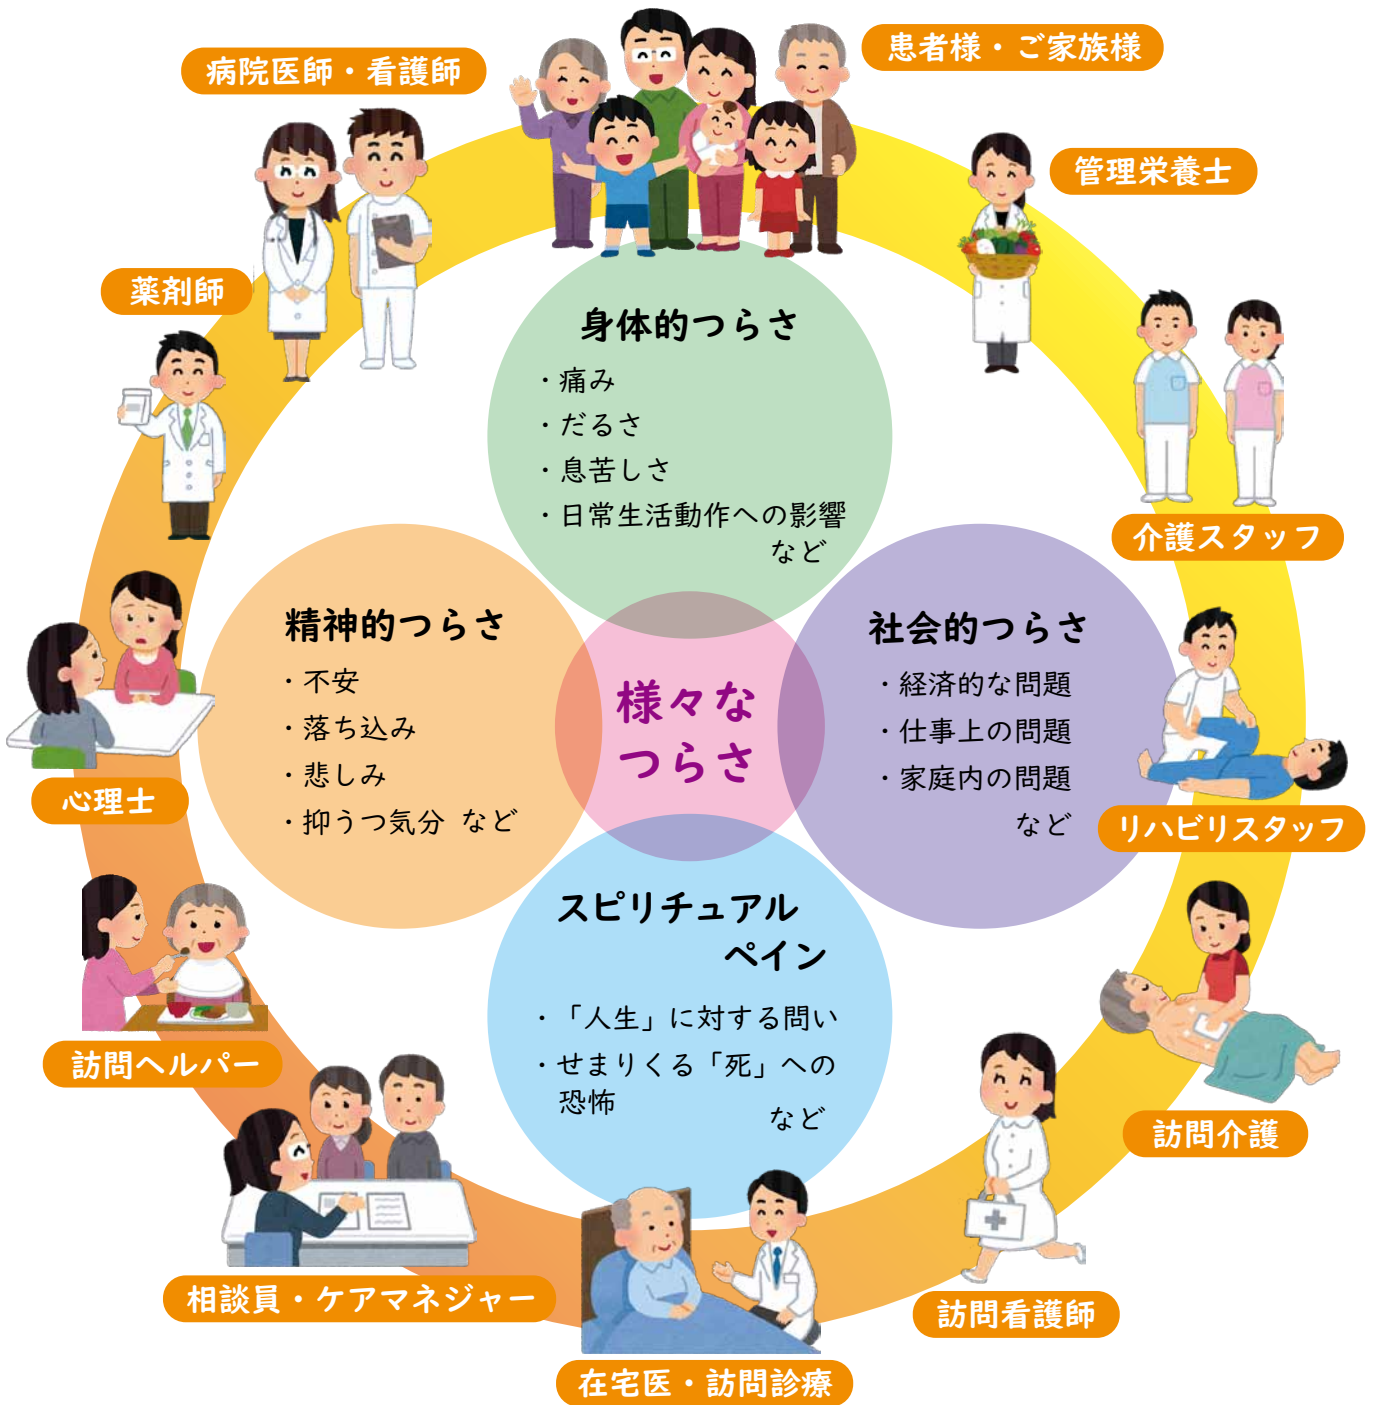 患者様・ご家族様
病院医師・看護師
管理栄養士
薬剤師
介護スタッフ
身体的つらさ
・痛み
・だるさ
・息苦しさ
・日常生活動作への影響
など
精神的つらさ
・不安
・落ち込み
・悲しみ
・抑うつ気分 など
様々な
つらさ
社会的つらさ
・経済的な問題
・仕事上の問題
・家庭内の問題
など
心理士
リハビリスタッフ
スピリチュアル
ペイン
・「人生」に対する問い
・せまりくる「死」への
恐怖
など
訪問ヘルパー
訪問介護
相談員・ケアマネジャー
訪問看護師
在宅医・訪問診療